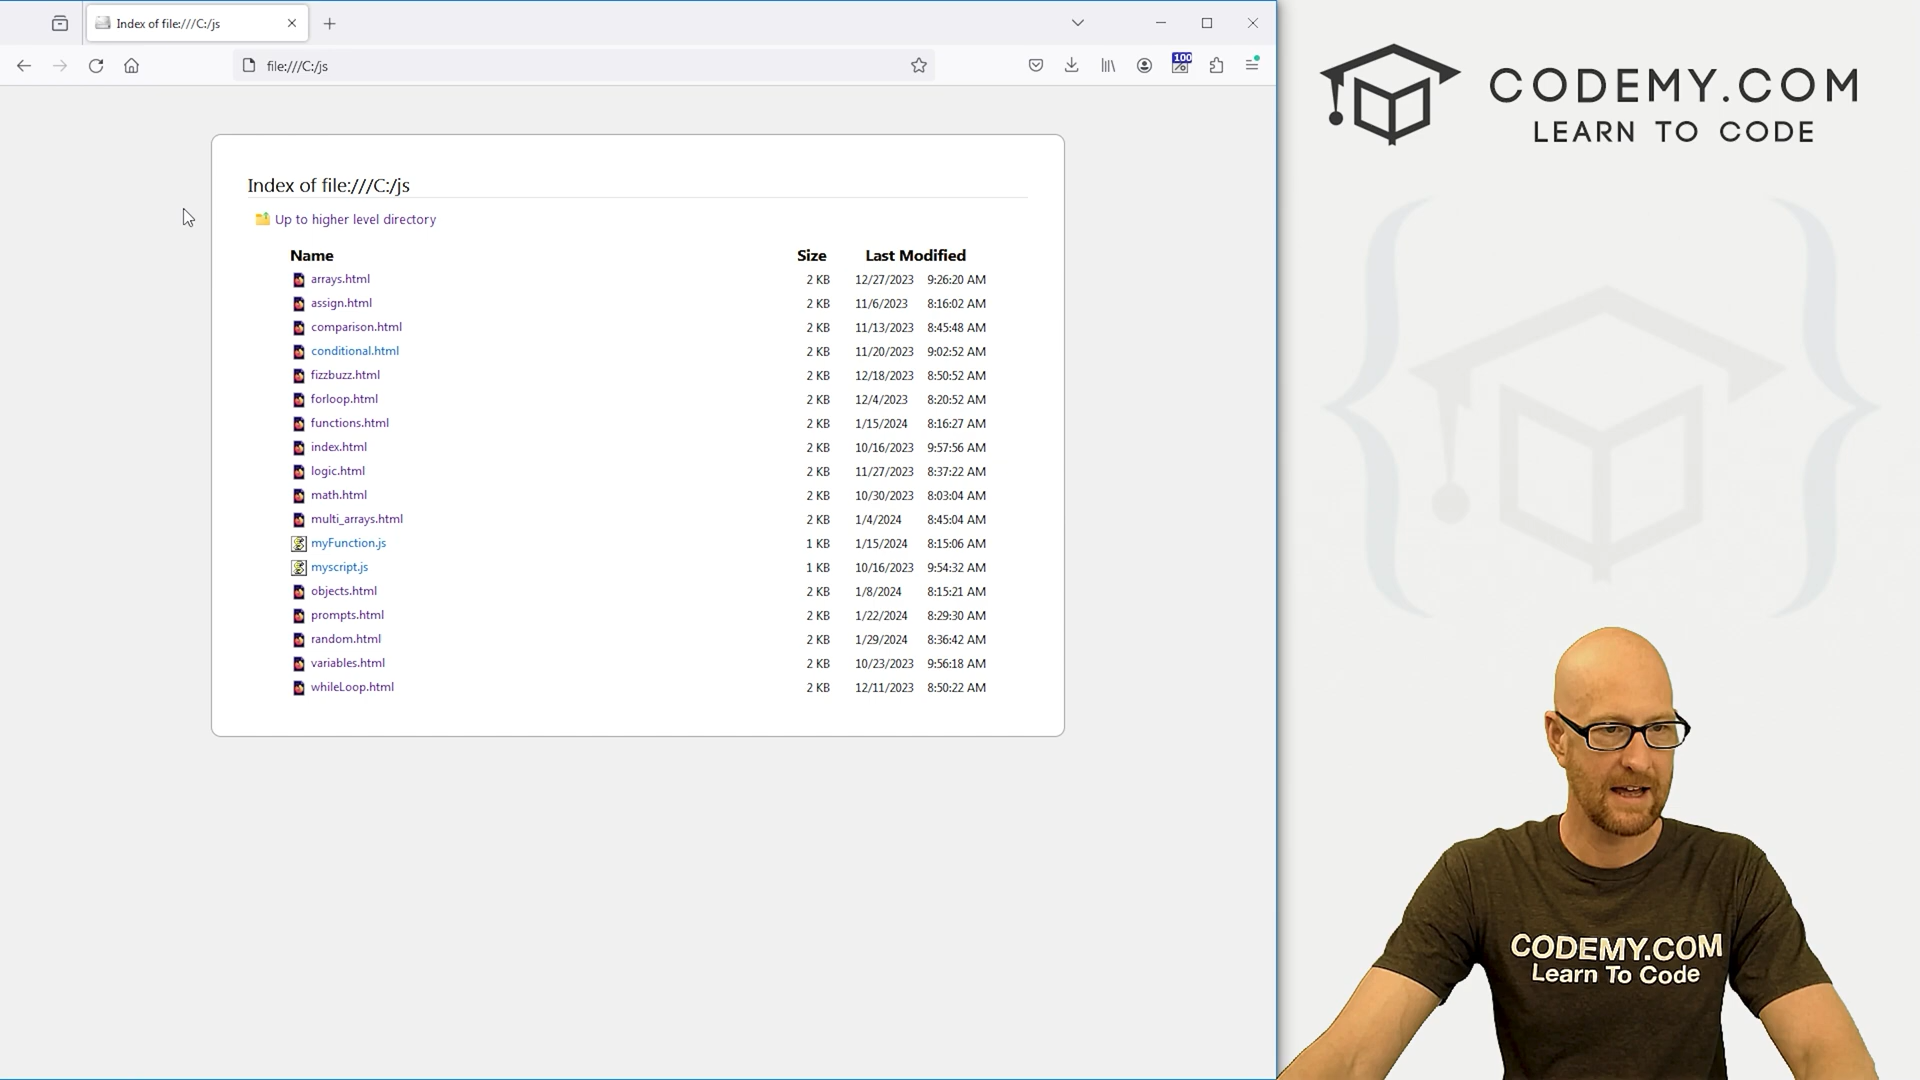 Index of file:///C:/js
file:///C:/js
100
CODEMY.COM
LEARN TO CODE
Index of file:///C:/js
Up to higher level directory
Name Size Last Modified
arrays.html 2 KB 12/27/2023 9:26:20 AM
assign.html 2 KB 11/6/2023 8:16:02 AM
comparison.html 2 KB 11/13/2023 8:45:48 AM
conditional.html 2 KB 11/20/2023 9:02:52 AM
fizzbuzz.html 2 KB 12/18/2023 8:50:52 AM
forloop.html 2 KB 12/4/2023 8:20:52 AM
functions.html 2 KB 1/15/2024 8:16:27 AM
index.html 2 KB 10/16/2023 9:57:56 AM
logic.html 2 KB 11/27/2023 8:37:22 AM
math.html 2 KB 10/30/2023 8:03:04 AM
multi_arrays.html 2 KB 1/4/2024 8:45:04 AM
myFunction.js 1 KB 1/15/2024 8:15:06 AM
myscript.js 1 KB 10/16/2023 9:54:32 AM
objects.html 2 KB 1/8/2024 8:15:21 AM
prompts.html 2 KB 1/22/2024 8:29:30 AM
random.html 2 KB 1/29/2024 8:36:42 AM
variables.html 2 KB 10/23/2023 9:56:18 AM
whileLoop.html 2 KB 12/11/2023 8:50:22 AM
CODEMY.COM
Learn To Code